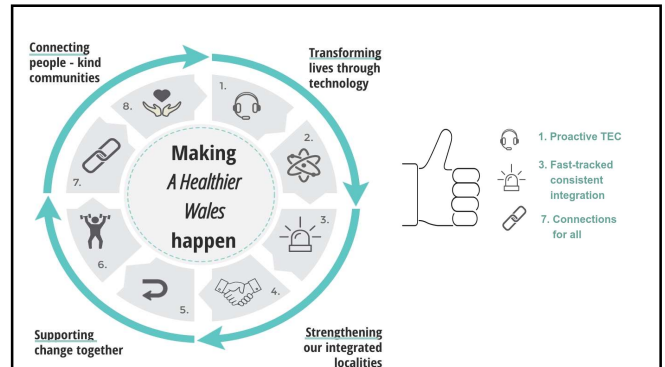 Connecting
people - kind
communities
Transforming
lives through
technology
8.
1.
2.
7.
Making
A Healthier
Wales
happen
3.
6.
5.
4.
Supporting
change together
Strengthening
our integrated
localities
1. Proactive TEC
3. Fast-tracked
consistent
integration
7. Connections
for all